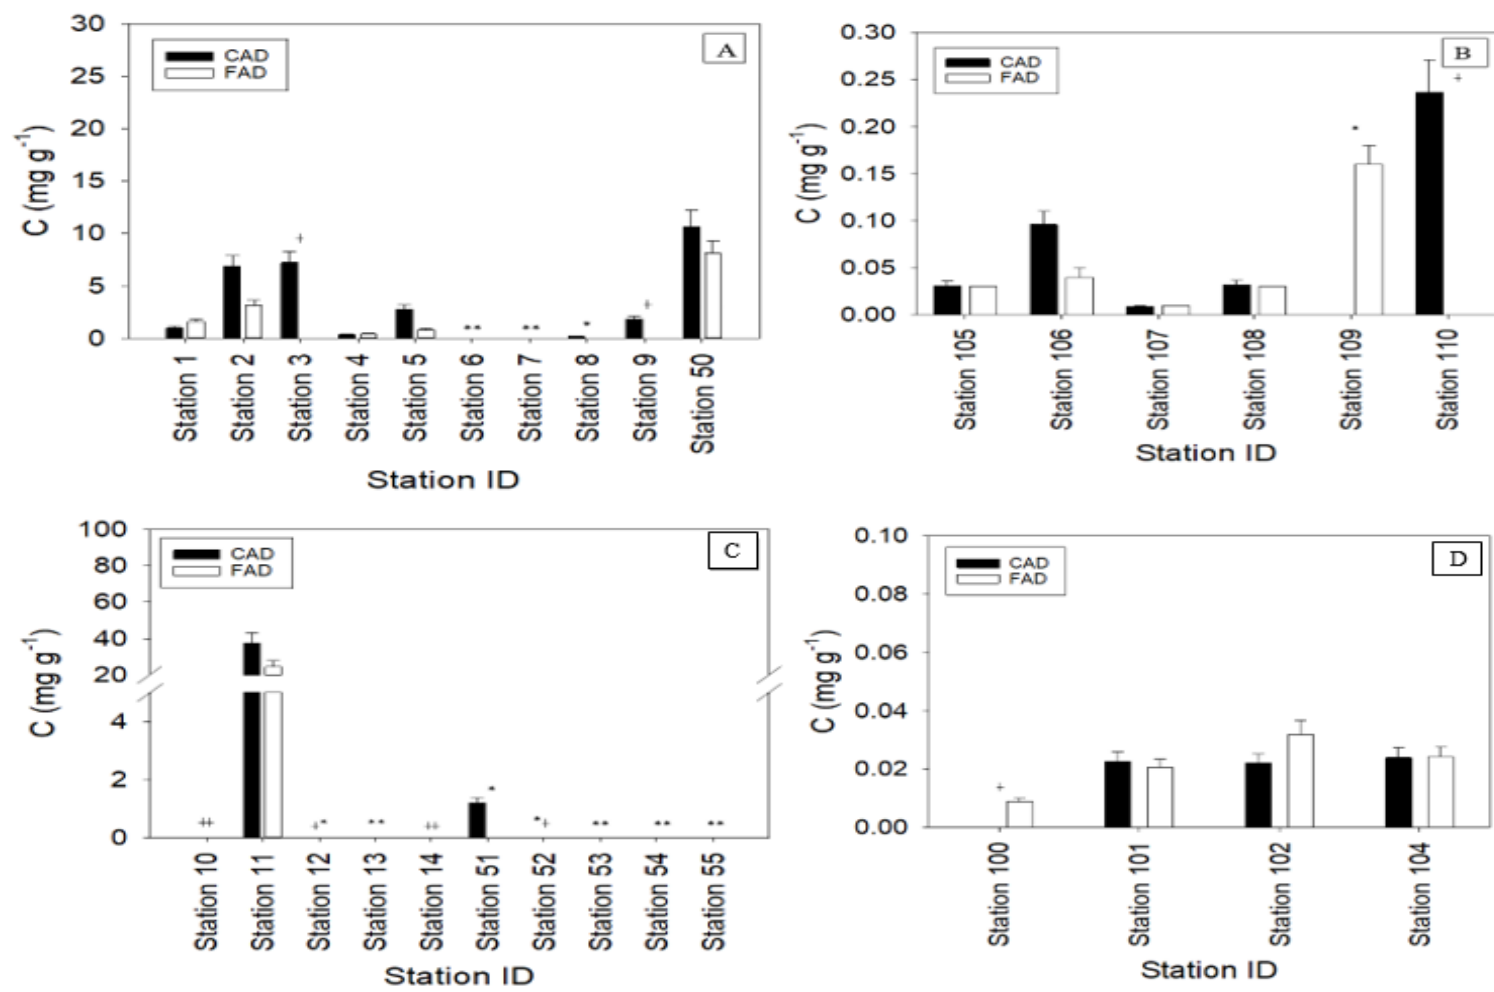 30
25
20
15
10
5
0
C (mg g-1)
CAD
FAD
A
‡
** ** * ‡
Station 1
Station 2
Station 3
Station 4
Station 5
Station 6
Station 7
Station 8
Station 9
Station 50
Station ID
0.30
0.25
0.20
0.15
0.10
0.05
0.00
C (mg g-1)
CAD
FAD
B
* ‡
Station 105
Station 106
Station 107
Station 108
Station 109
Station 110
Station ID
100
80
60
40
20
4
2
0
C (mg g-1)
CAD
FAD
C
‡‡ ‡* ** ‡‡ * *‡ ** ** **
Station 10
Station 11
Station 12
Station 13
Station 14
Station 51
Station 52
Station 53
Station 54
Station 55
Station ID
0.10
0.08
0.06
0.04
0.02
0.00
C (mg g-1)
CAD
FAD
D
‡
Station 100
Station 101
Station 102
Station 104
Station ID